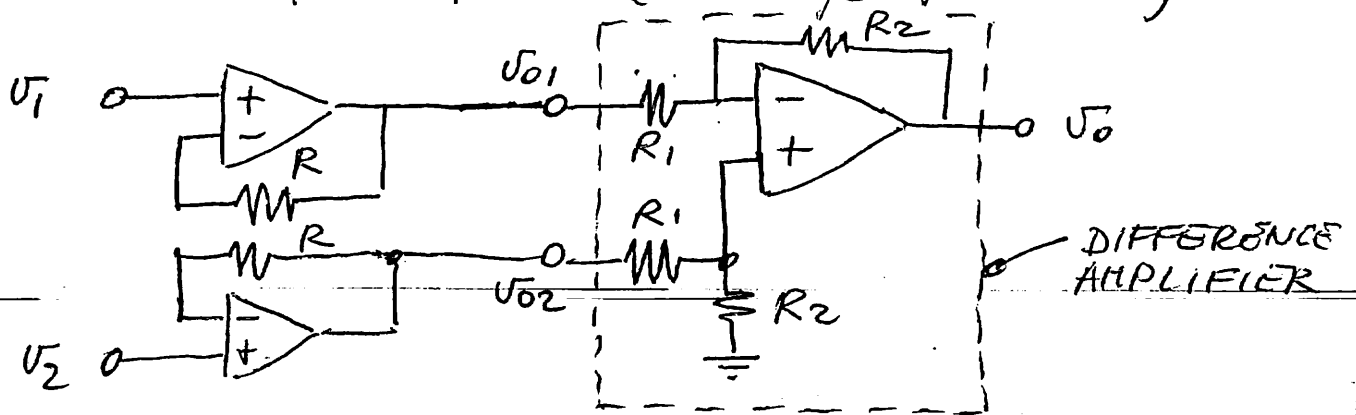 R2
V1
+
-
R
V01
R1
-
+
V0
R
R1
V02
R2
DIFFERENCE
AMPLIFIER
V2
-
+